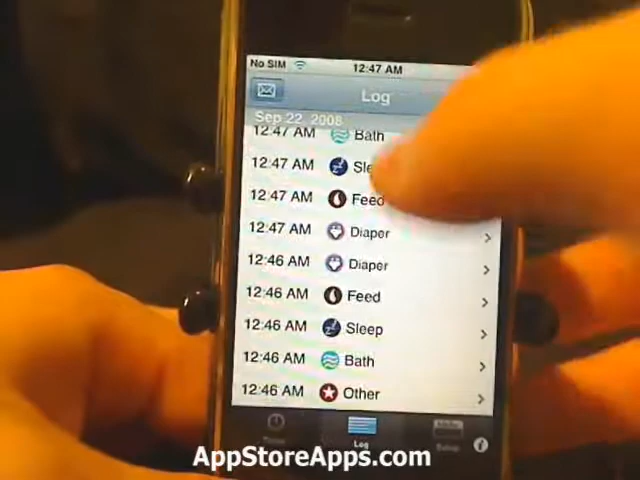 No SIM 12:47 AM
Log
Sep 22, 2008
12:47 AM Bath
12:47 AM Slee
12:47 AM Feed
12:47 AM Diaper
12:46 AM Diaper
12:46 AM Feed
12:46 AM Sleep
12:46 AM Bath
12:46 AM Other
Log
AppStoreApps.com